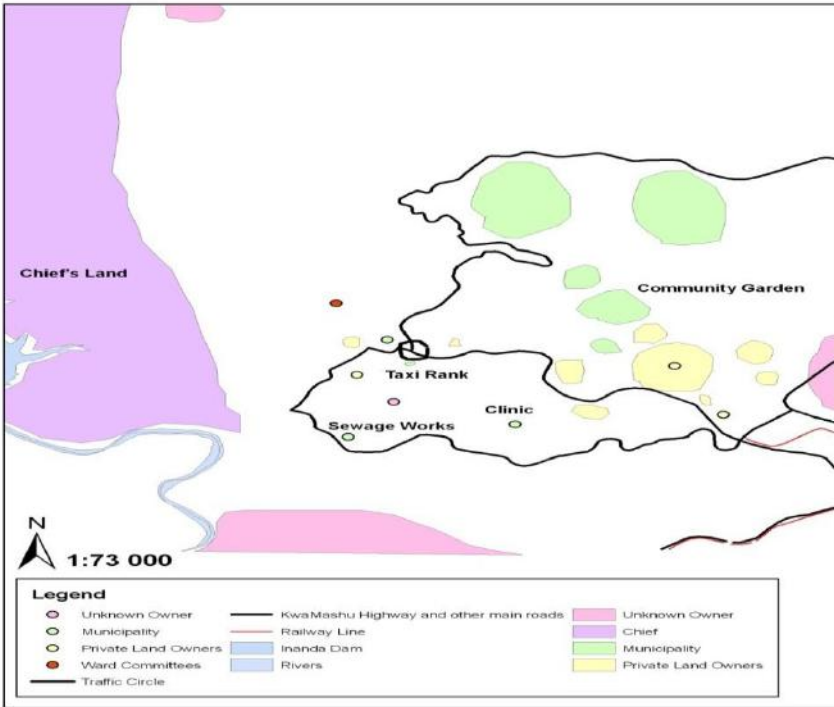 Chief's Land
Community Garden
Taxi Rank
Clinic
Sewage Works
N
1:73 000
Legend
Unknown Owner
KwaMashu Highway and other main roads
Unknown Owner
Municipality
Railway Line
Chief
Private Land Owners
Inanda Dam
Municipality
Ward Committees
Rivers
Private Land Owners
Traffic Circle